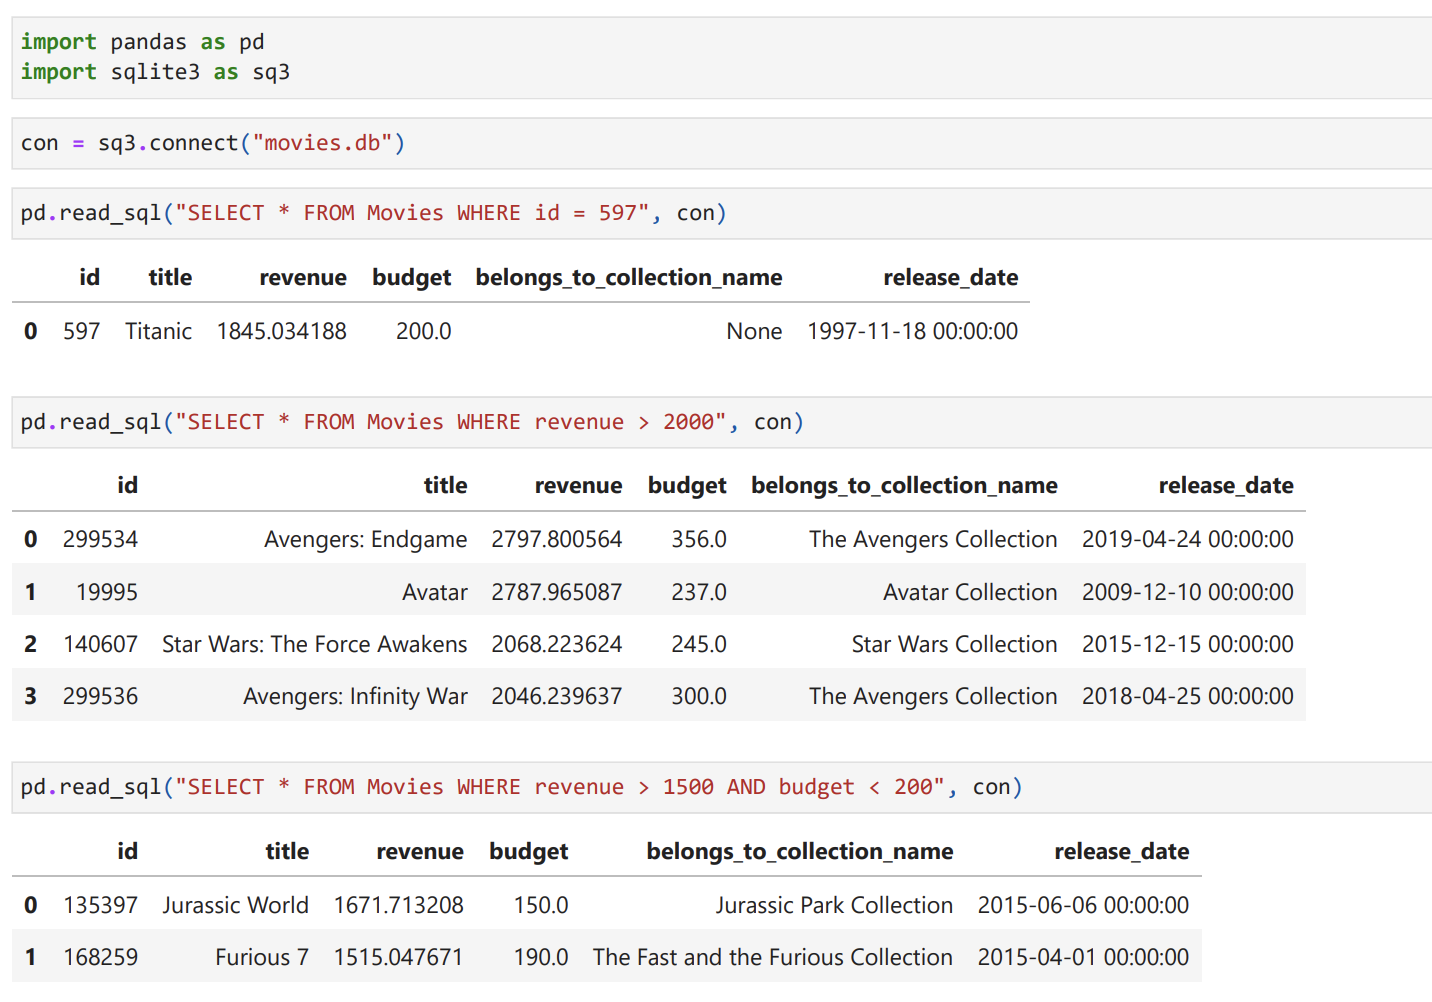 import pandas as pd
import sqlite3 as sq3
con = sq3.connect("movies.db")
pd.read_sql("SELECT * FROM Movies WHERE id = 597", con)
id title revenue budget belongs_to_collection_name release_date
0 597 Titanic 1845.034188 200.0 None 1997-11-18 00:00:00
pd.read_sql("SELECT * FROM Movies WHERE revenue > 2000", con)
id title revenue budget belongs_to_collection_name release_date
0 299534 Avengers: Endgame 2797.800564 356.0 The Avengers Collection 2019-04-24 00:00:00
1 19995 Avatar 2787.965087 237.0 Avatar Collection 2009-12-10 00:00:00
2 140607 Star Wars: The Force Awakens 2068.223624 245.0 Star Wars Collection 2015-12-15 00:00:00
3 299536 Avengers: Infinity War 2046.239637 300.0 The Avengers Collection 2018-04-25 00:00:00
pd.read_sql("SELECT * FROM Movies WHERE revenue > 1500 AND budget < 200", con)
id title revenue budget belongs_to_collection_name release_date
0 135397 Jurassic World 1671.713208 150.0 Jurassic Park Collection 2015-06-06 00:00:00
1 168259 Furious 7 1515.047671 190.0 The Fast and the Furious Collection 2015-04-01 00:00:00